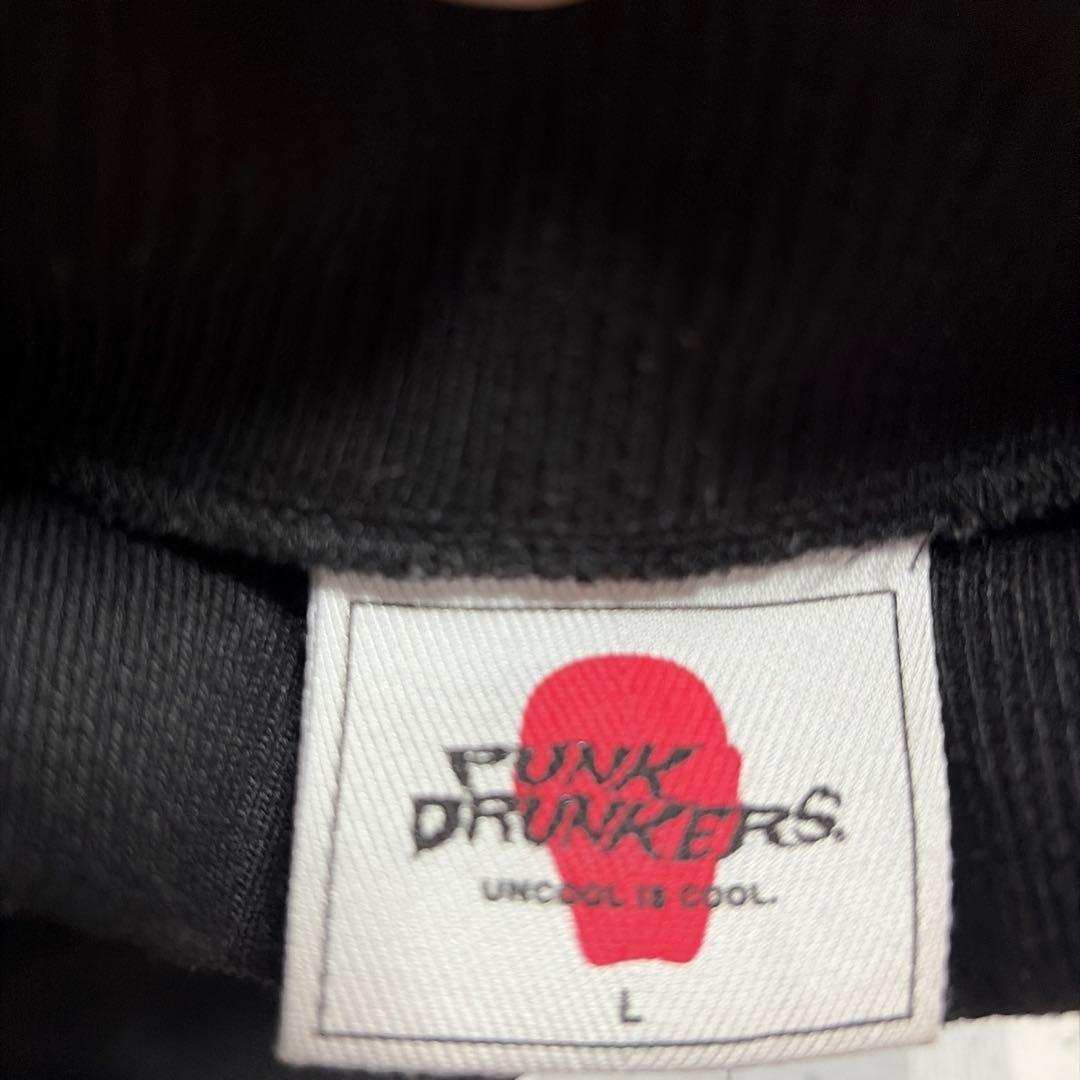 PUNK
DRUNKERS.
UNCOOL IS COOL.
L